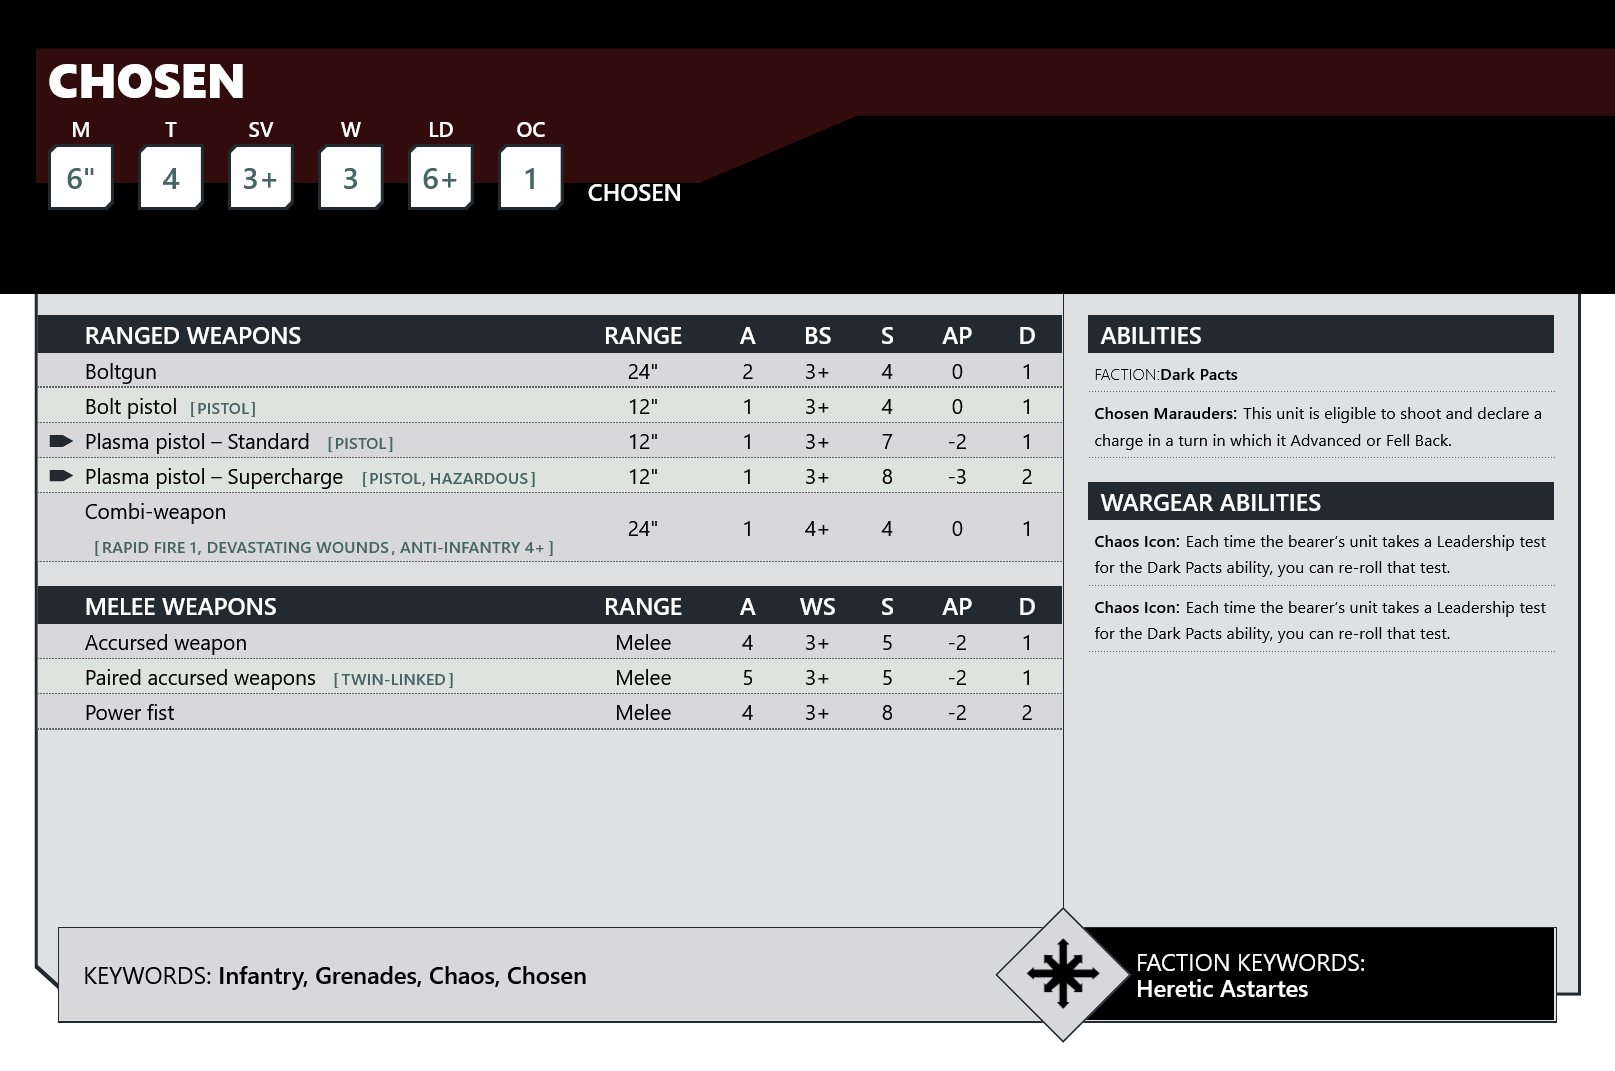 CHOSEN
M T SV W LD OC
6" 4 3+ 3 6+ 1 CHOSEN
RANGED WEAPONS RANGE A BS S AP D
Boltgun 24" 2 3+ 4 0 1
Bolt pistol [PISTOL] 12" 1 3+ 4 0 1
Plasma pistol – Standard [PISTOL] 12" 1 3+ 7 -2 1
Plasma pistol – Supercharge [PISTOL, HAZARDOUS] 12" 1 3+ 8 -3 2
Combi-weapon
[RAPID FIRE 1, DEVASTATING WOUNDS, ANTI-INFANTRY 4+] 24" 1 4+ 4 0 1
MELEE WEAPONS RANGE A WS S AP D
Accursed weapon Melee 4 3+ 5 -2 1
Paired accursed weapons [TWIN-LINKED] Melee 5 3+ 5 -2 1
Power fist Melee 4 3+ 8 -2 2
ABILITIES
FACTION:Dark Pacts
Chosen Marauders: This unit is eligible to shoot and declare a
charge in a turn in which it Advanced or Fell Back.
WARGEAR ABILITIES
Chaos Icon: Each time the bearer's unit takes a Leadership test
for the Dark Pacts ability, you can re-roll that test.
Chaos Icon: Each time the bearer's unit takes a Leadership test
for the Dark Pacts ability, you can re-roll that test.
KEYWORDS: Infantry, Grenades, Chaos, Chosen
FACTION KEYWORDS:
Heretic Astartes